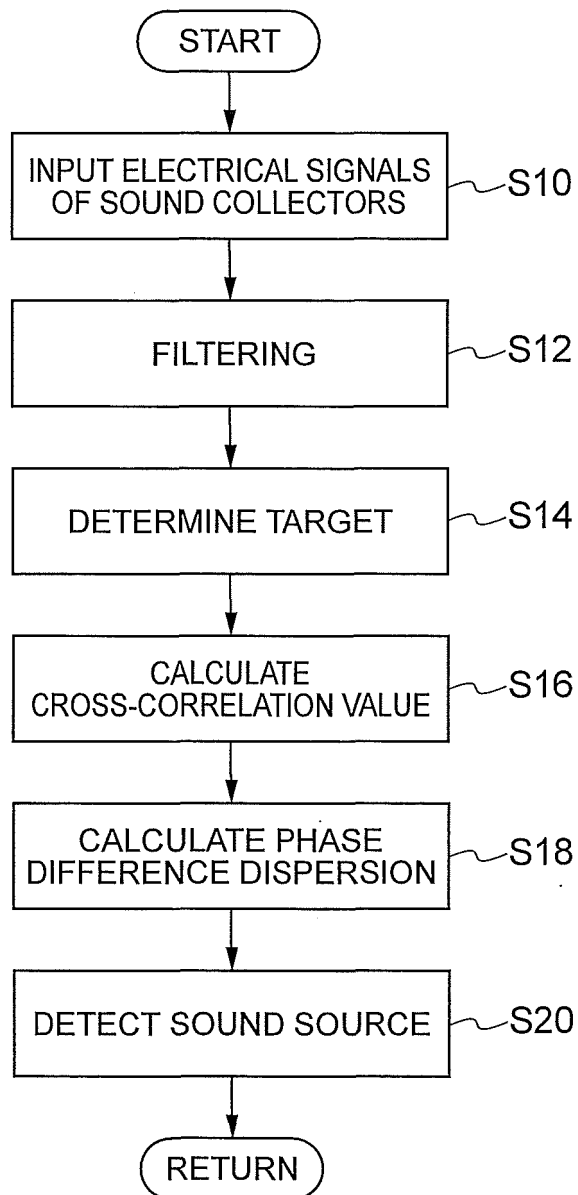 START
INPUT ELECTRICAL SIGNALS
OF SOUND COLLECTORS
S10
FILTERING
S12
DETERMINE TARGET
S14
CALCULATE
CROSS-CORRELATION VALUE
S16
CALCULATE PHASE
DIFFERENCE DISPERSION
S18
DETECT SOUND SOURCE
S20
RETURN